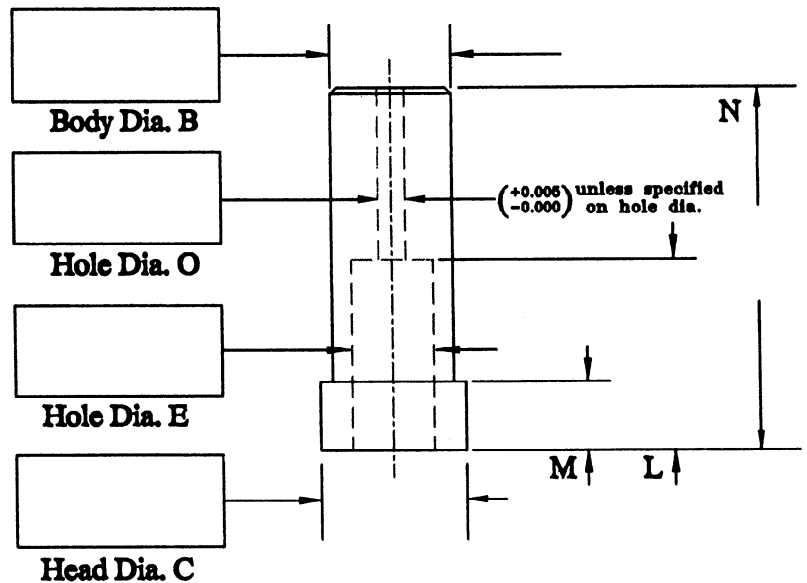 Body Dia. B
N
(+0.005 -0.000) unless specified
on hole dia.
Hole Dia. O
Hole Dia. E
M
L
Head Dia. C